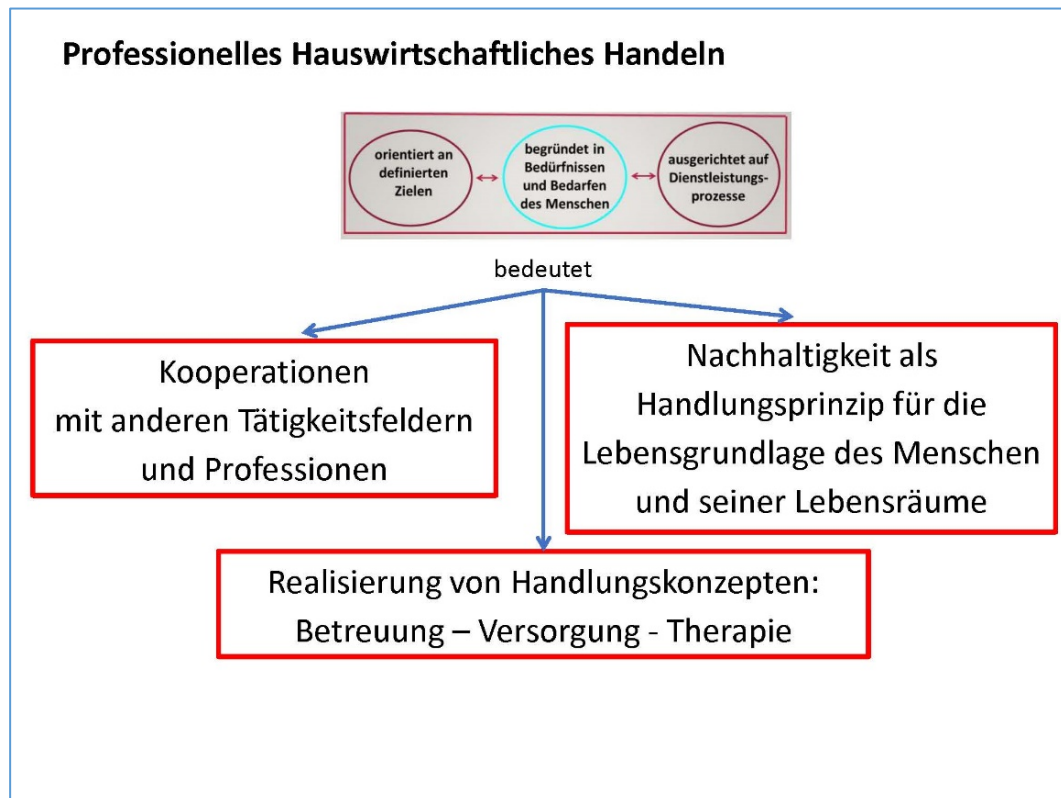 Professionelles Hauswirtschaftliches Handeln
orientiert an
definierten
Zielen
begründet in
Bedürfnissen
und Bedarfen
des Menschen
ausgerichtet auf
Dienstleistungs-
prozesse
bedeutet
Kooperationen
mit anderen Tätigkeitsfeldern
und Professionen
Nachhaltigkeit als
Handlungsprinzip für die
Lebensgrundlage des Menschen
und seiner Lebensräume
Realisierung von Handlungskonzepten:
Betreuung – Versorgung - Therapie